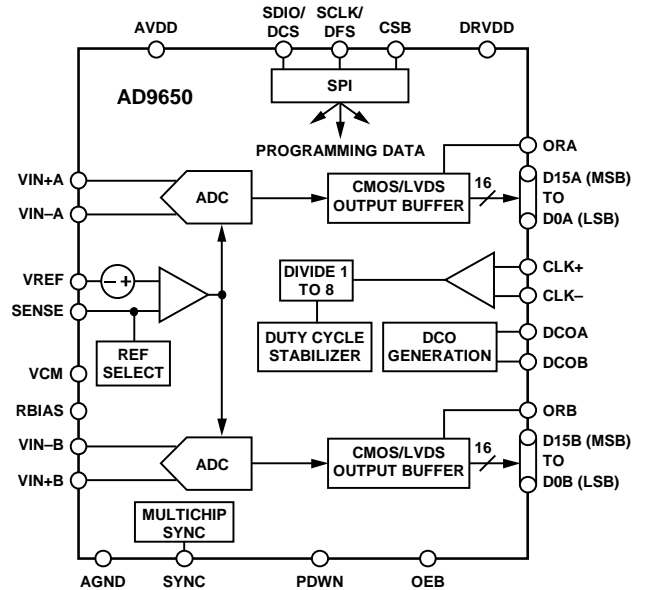 AVDD
SDIO/
DCS
SCLK/
DFS
CSB
DRVDD
SPI
AD9650
PROGRAMMING DATA
ORA
VIN+A
VIN–A
ADC
CMOS/LVDS
OUTPUT BUFFER
16
D15A (MSB)
TO
D0A (LSB)
VREF
– +
SENSE
REF
SELECT
DIVIDE 1
TO 8
DUTY CYCLE
STABILIZER
DCO
GENERATION
CLK+
CLK–
DCOA
DCOB
VCM
RBIAS
ORB
VIN–B
VIN+B
ADC
CMOS/LVDS
OUTPUT BUFFER
16
D15B (MSB)
TO
D0B (LSB)
MULTICHIP
SYNC
AGND
SYNC
PDWN
OEB